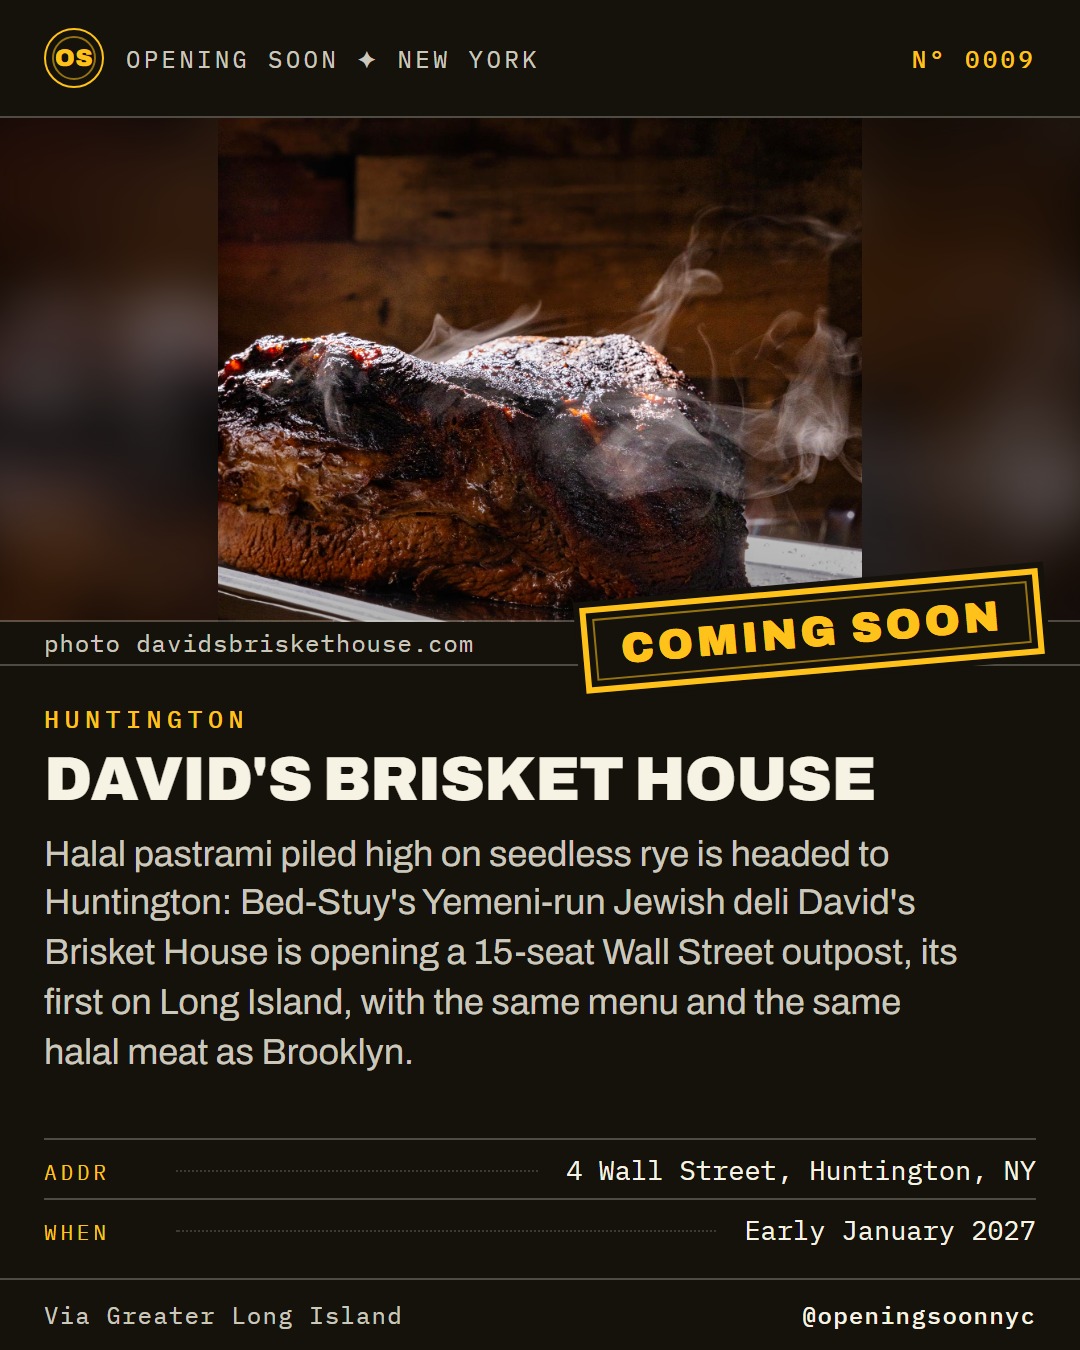 OS
OPENING SOON ✦ NEW YORK
N° 0009
photo davidsbriskethouse.com
COMING SOON
HUNTINGTON
DAVID'S BRISKET HOUSE
Halal pastrami piled high on seedless rye is headed to
Huntington: Bed-Stuy's Yemeni-run Jewish deli David's
Brisket House is opening a 15-seat Wall Street outpost, its
first on Long Island, with the same menu and the same
halal meat as Brooklyn.
ADDR 4 Wall Street, Huntington, NY
WHEN Early January 2027
Via Greater Long Island
@openingsoonnyc